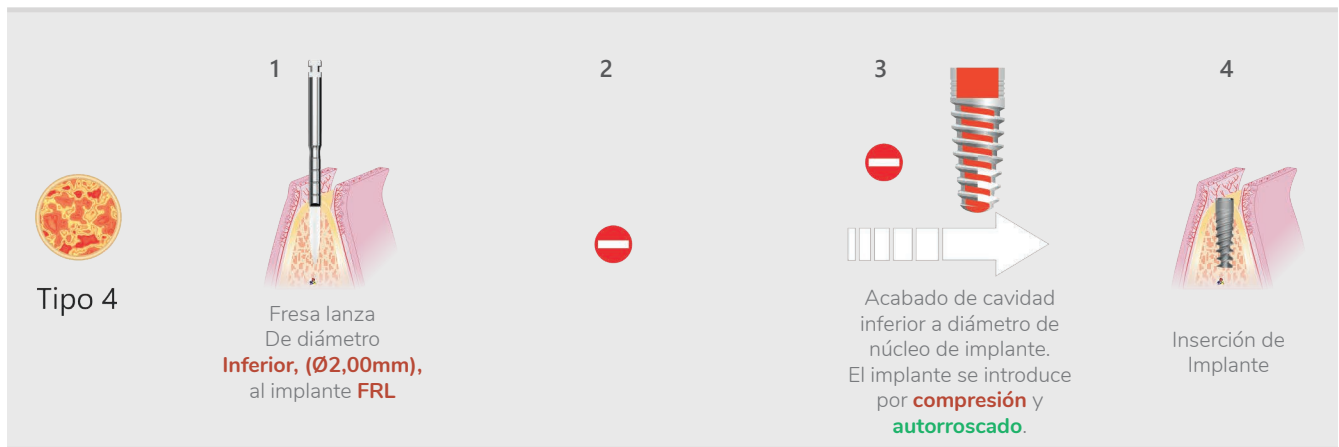 1
2
3
4
Tipo 4
Fresa lanza
De diámetro
Inferior, (Ø2,00mm),
al implante FRL
Acabado de cavidad
inferior a diámetro de
núcleo de implante.
El implante se introduce
por compresión y
autorroscado.
Inserción de
Implante